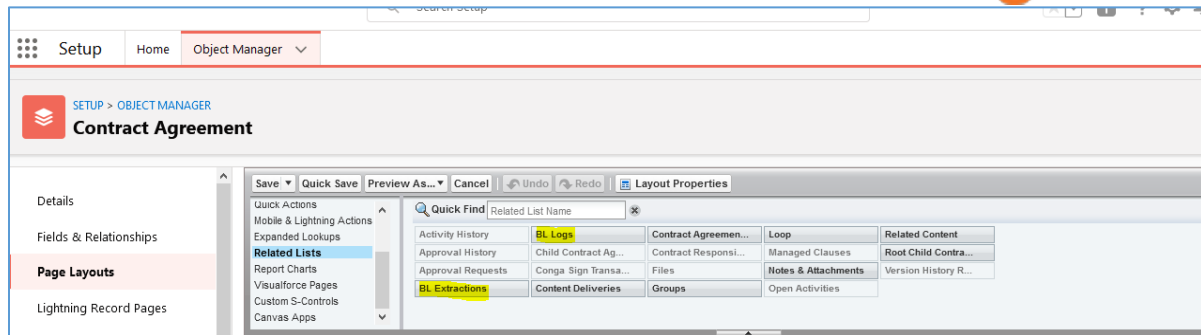 Search Setup
Setup Home Object Manager
SETUP > OBJECT MANAGER
Contract Agreement
Details
Fields & Relationships
Page Layouts
Lightning Record Pages
Save Quick Save Preview As... Cancel Undo Redo Layout Properties
Quick Actions
Mobile & Lightning Actions
Expanded Lookups
Related Lists
Report Charts
Visualforce Pages
Custom S-Controls
Canvas Apps
Quick Find Related List Name
Activity History BL Logs Contract Agreemen... Loop Related Content
Approval History Child Contract Ag... Contract Responsi... Managed Clauses Root Child Contra...
Approval Requests Conga Sign Transa... Files Notes & Attachments Version History R...
BL Extractions Content Deliveries Groups Open Activities